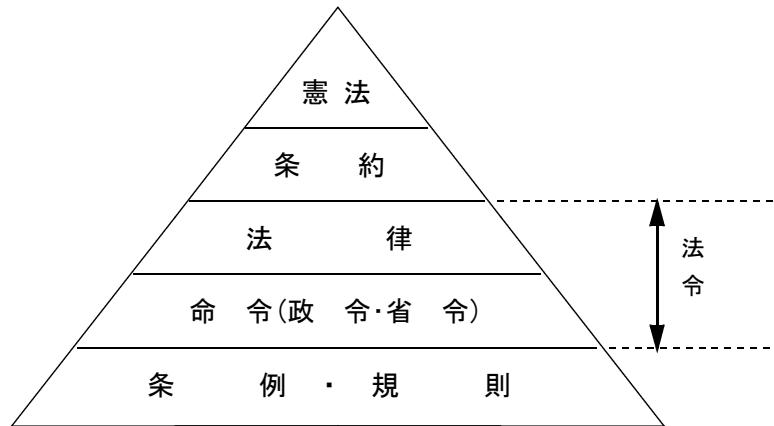 憲 法
条 約
法 律
命 令(政 令・省 令)
条 例 ・ 規 則
法
令